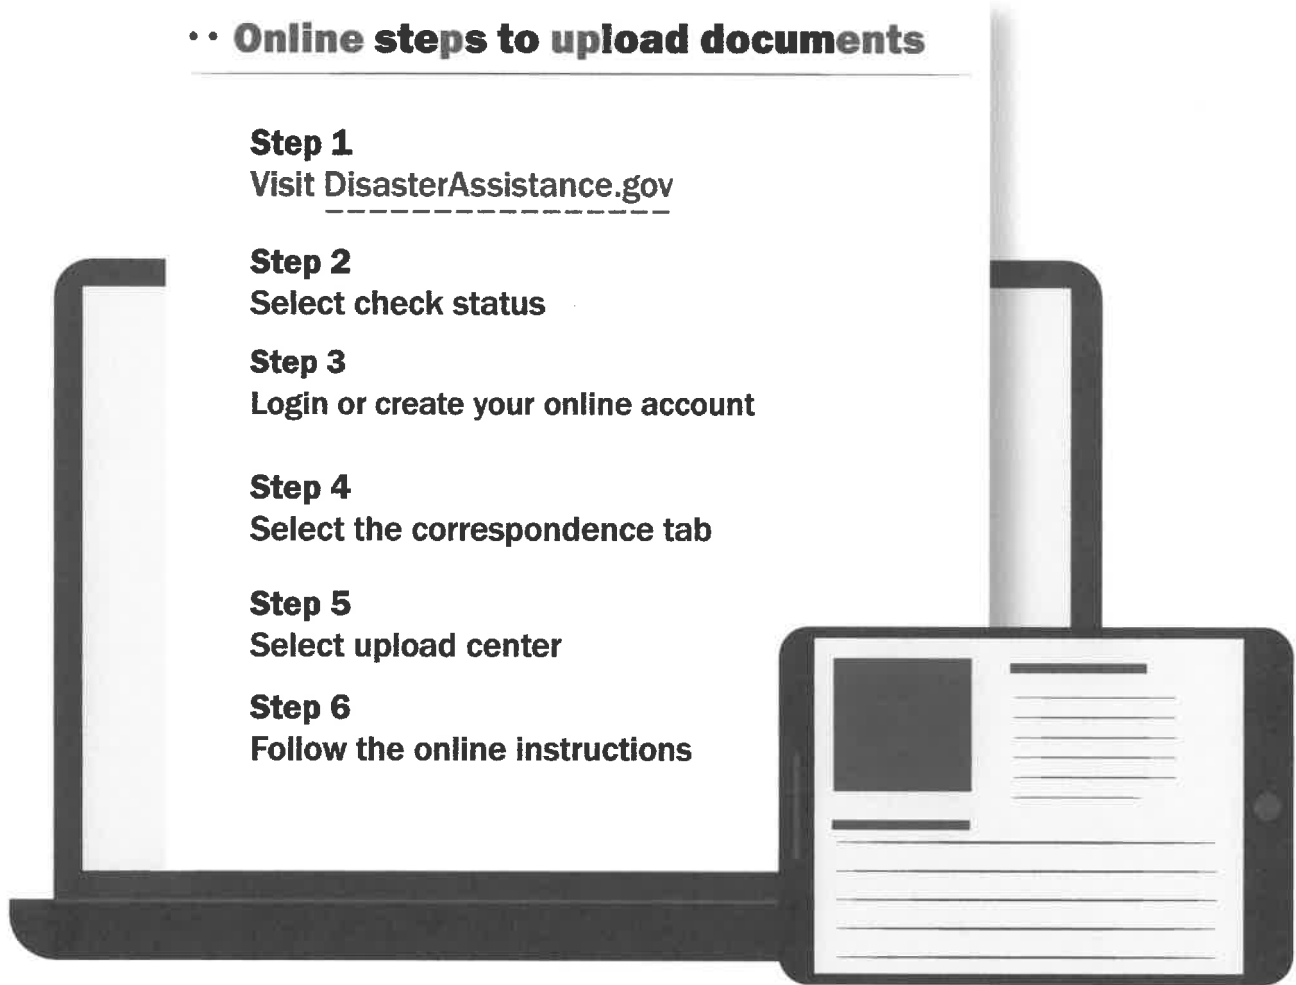 Online steps to upload documents
Step 1
Visit DisasterAssistance.gov
Step 2
Select check status
Step 3
Login or create your online account
Step 4
Select the correspondence tab
Step 5
Select upload center
Step 6
Follow the online instructions